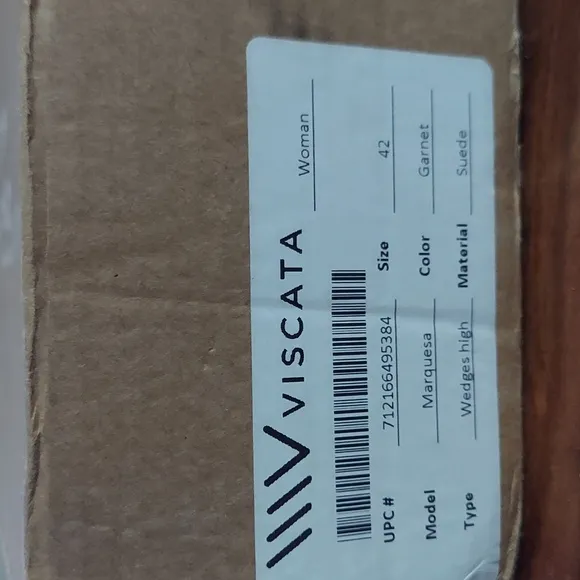 VISCATA
Woman
UPC # 712166495384 Size 42
Model Marquesa Color Garnet
Type Wedges high Material Suede